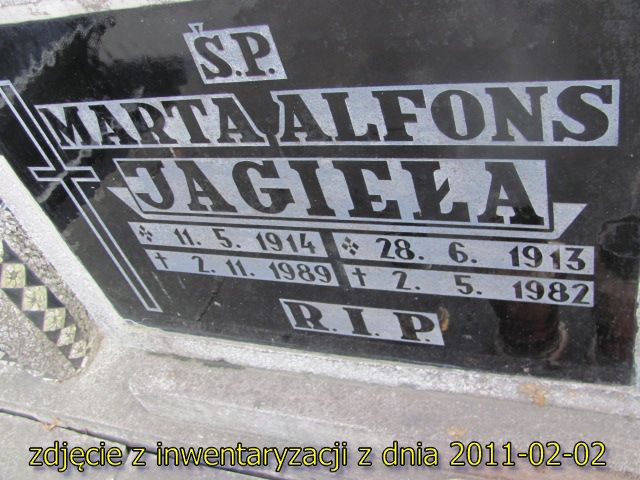 Ś.P.
MARTA ALFONS
JAGIEŁA
11. 5. 1914 28. 6. 1913
† 2. 11. 1989 † 2. 5. 1982
R.I.P.
zdjęcie z inwentaryzacji z dnia 2011-02-02